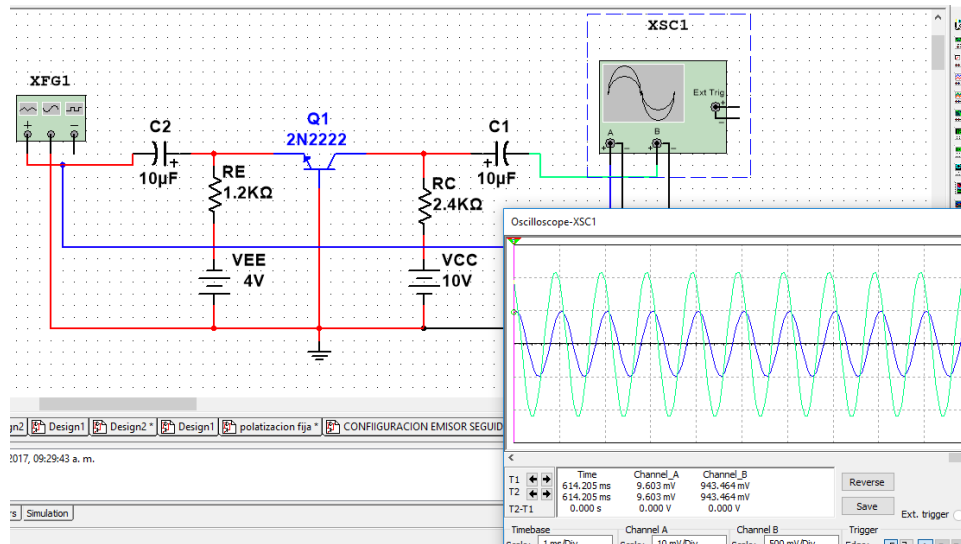 XSC1
XFG1
Ext Trig
A
B
Q1
2N2222
C2
10µF
RE
1.2KΩ
C1
10µF
RC
2.4KΩ
VEE
4V
VCC
10V
Oscilloscope-XSC1
gn2 Design1 Design2 * Design1 polatizacion fija * CONFIIGURACION EMISOR SEGUID
2017, 09:29:43 a. m.
rs Simulation
Time Channel_A Channel_B
T1 614.205 ms 9.603 mV 943.464 mV
T2 614.205 ms 9.603 mV 943.464 mV
T2-T1 0.000 s 0.000 V 0.000 V
Reverse
Save
Ext. trigger
Timebase Channel A Channel B Trigger
1 ms/Div 10 mV/Div 500 mV/Div